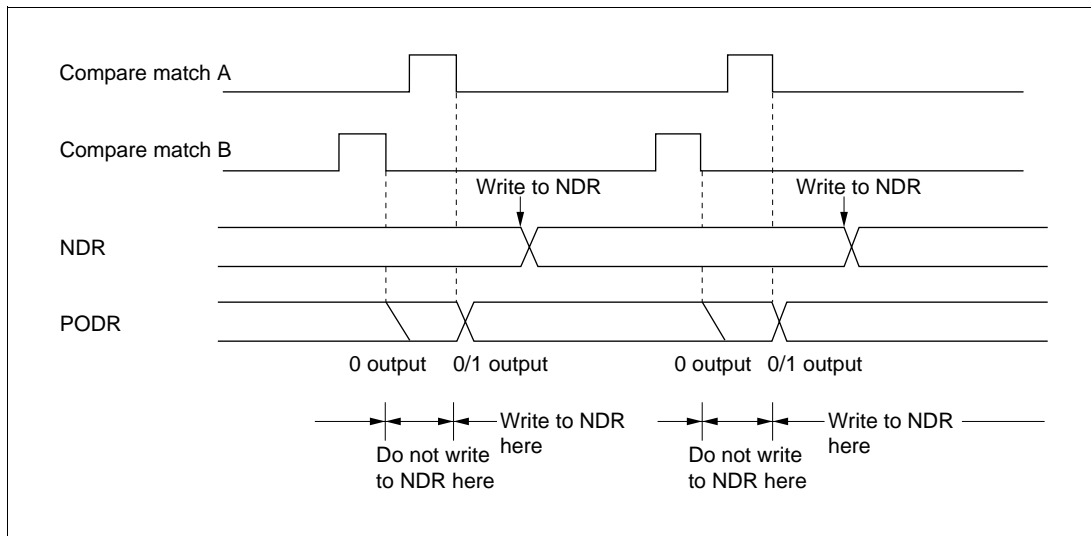 Compare match A
Compare match B
Write to NDR
Write to NDR
NDR
PODR
0 output
0/1 output
0 output
0/1 output
Write to NDR
here
Write to NDR
here
Do not write
to NDR here
Do not write
to NDR here